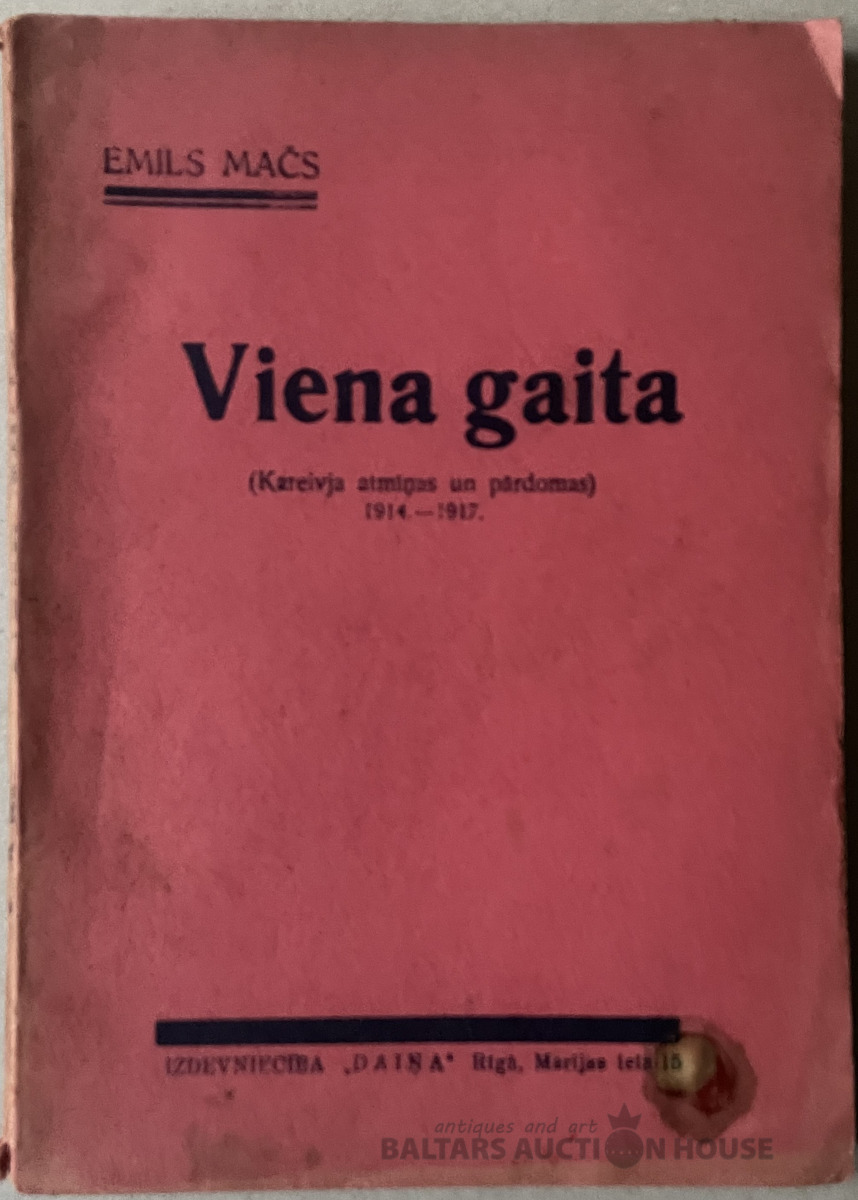 EMILS MAČS
Viena gaita
(Kareivja atmiņas un pārdomas)
1914.—1917.
IZDEVNIECĪBA „DAIŅA“ Rīgā, Marijas ielā 15
antiques and art
BALTARS AUCTION HOUSE